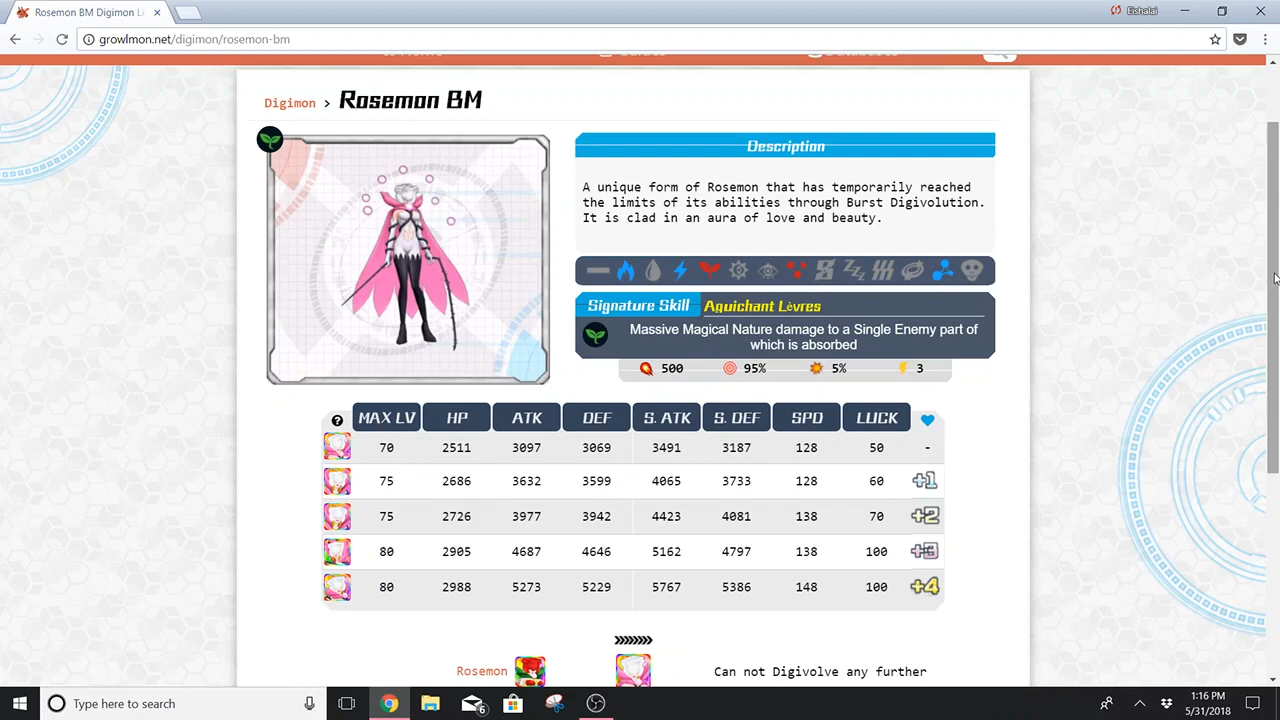 Rosemon BM Digimon Li
Eishalai
growlmon.net/digimon/rosemon-bm
Digimon > Rosemon BM
Description
A unique form of Rosemon that has temporarily reached
the limits of its abilities through Burst Digivolution.
It is clad in an aura of love and beauty.
Signature Skill Aguichant Lèvres
Massive Magical Nature damage to a Single Enemy part of
which is absorbed
500 95% 5% 3
? MAX LV HP ATK DEF S. ATK S. DEF SPD LUCK
70 2511 3097 3069 3491 3187 128 50 -
75 2686 3632 3599 4065 3733 128 60 +1
75 2726 3977 3942 4423 4081 138 70 +2
80 2905 4687 4646 5162 4797 138 100 +3
80 2988 5273 5229 5767 5386 148 100 +4
Rosemon Can not Digivolve any further
Type here to search
6
1:16 PM
5/31/2018